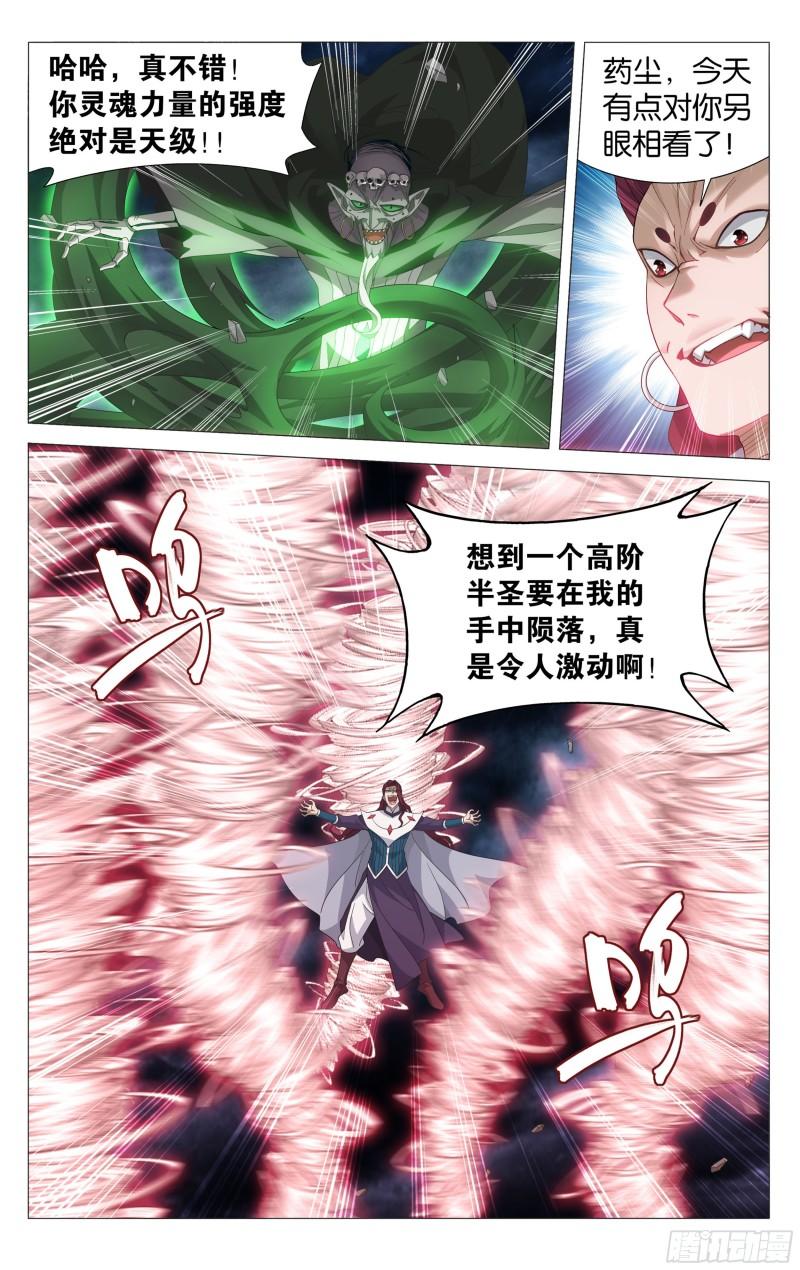 哈哈，真不错！
你灵魂力量的强度
绝对是天级！！
药尘，今天
有点对你另
眼相看了！
呜
想到一个高阶
半圣要在我的
手中陨落，真
是令人激动啊！
呜
腾讯动漫